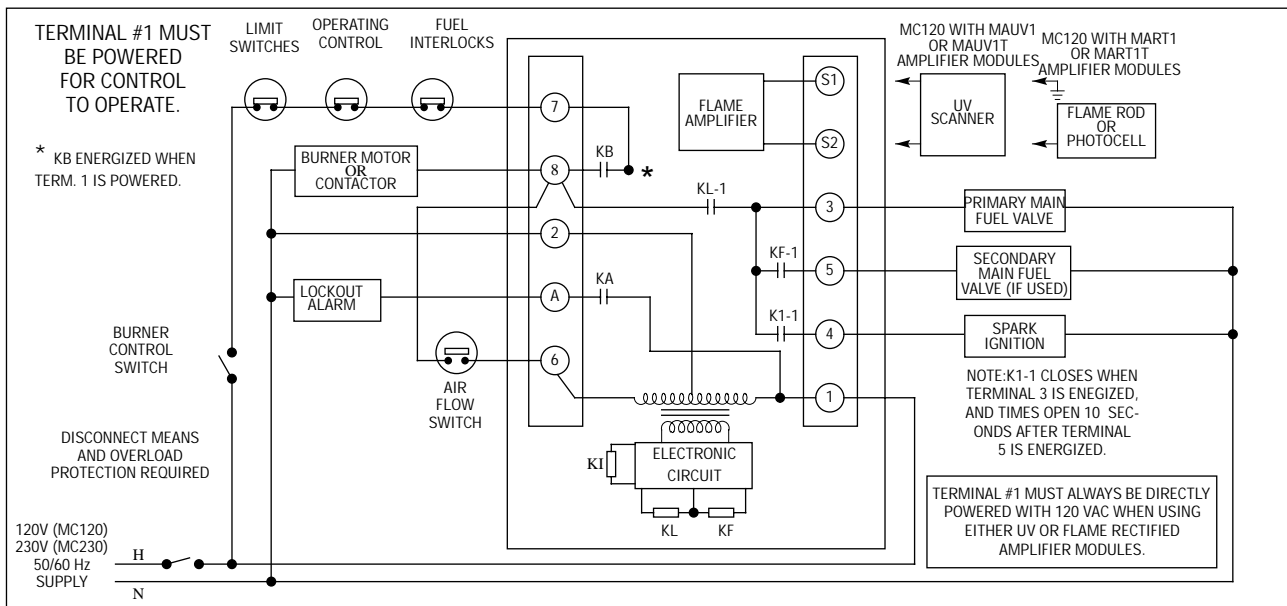 TERMINAL #1 MUST
BE POWERED
FOR CONTROL
TO OPERATE.
* KB ENERGIZED WHEN
TERM. 1 IS POWERED.
LIMIT
SWITCHES
OPERATING
CONTROL
FUEL
INTERLOCKS
7
KB
*
BURNER MOTOR
OR
CONTACTOR
8
2
LOCKOUT
ALARM
A
KA
6
AIR
FLOW
SWITCH
BURNER
CONTROL
SWITCH
DISCONNECT MEANS
AND OVERLOAD
PROTECTION REQUIRED
120V (MC120)
230V (MC230)
50/60 Hz
SUPPLY
H
N
FLAME
AMPLIFIER
S1
S2
KL-1
3
KF-1
5
K1-1
4
1
KI
ELECTRONIC
CIRCUIT
KL
KF
MC120 WITH MAUV1
OR MAUV1T
AMPLIFIER MODULES
MC120 WITH MART1
OR MART1T
AMPLIFIER MODULES
UV
SCANNER
FLAME ROD
OR
PHOTOCELL
PRIMARY MAIN
FUEL VALVE
SECONDARY
MAIN FUEL
VALVE (IF USED)
SPARK
IGNITION
NOTE:K1-1 CLOSES WHEN
TERMINAL 3 IS ENEGIZED,
AND TIMES OPEN 10 SEC-
ONDS AFTER TERMINAL
5 IS ENERGIZED.
TERMINAL #1 MUST ALWAYS BE DIRECTLY
POWERED WITH 120 VAC WHEN USING
EITHER UV OR FLAME RECTIFIED
AMPLIFIER MODULES.